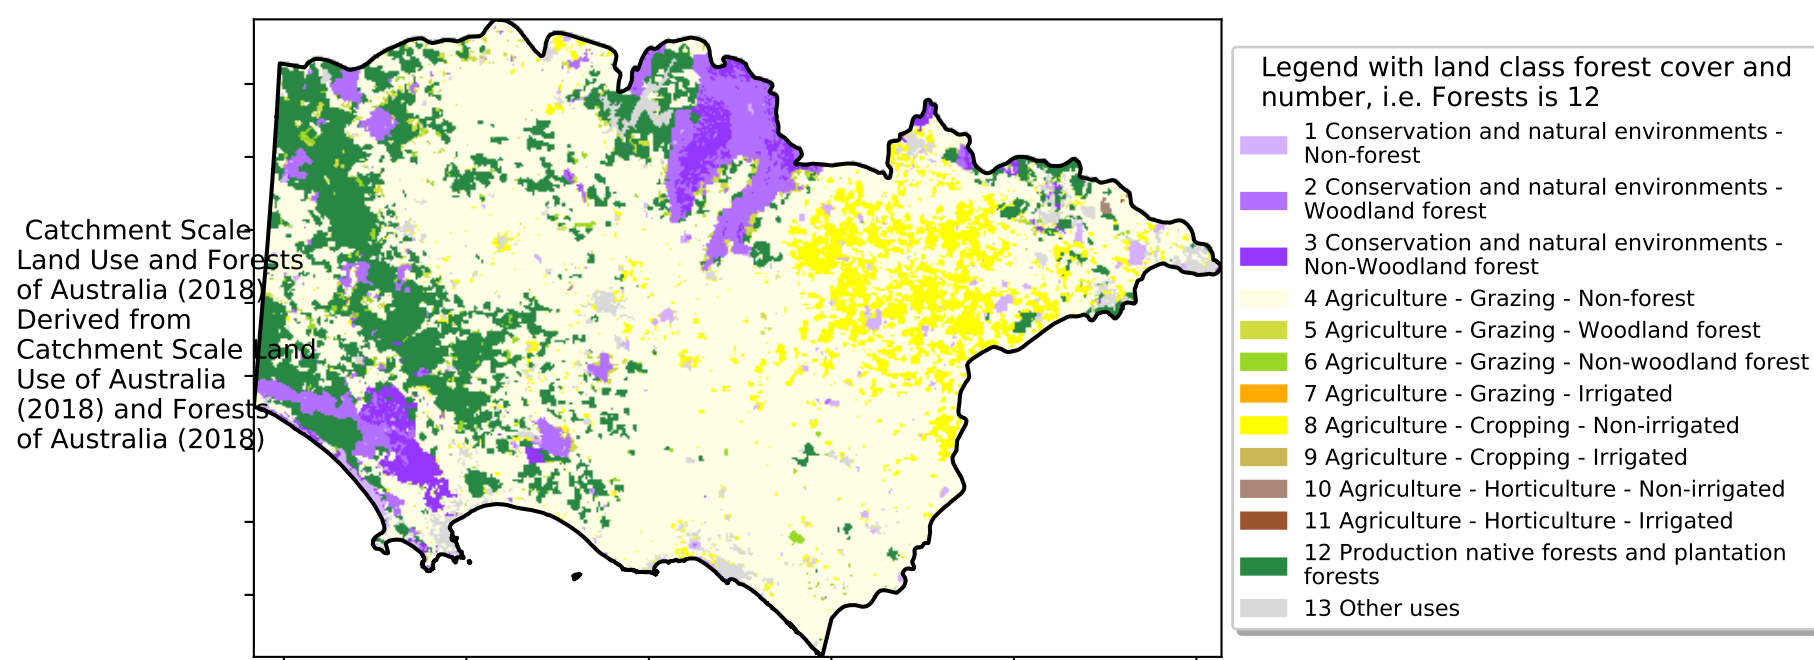 Catchment Scale
Land Use and Forests
of Australia (2018)
Derived from
Catchment Scale Land
Use of Australia
(2018) and Forests
of Australia (2018)
Legend with land class forest cover and
number, i.e. Forests is 12
1 Conservation and natural environments -
Non-forest
2 Conservation and natural environments -
Woodland forest
3 Conservation and natural environments -
Non-Woodland forest
4 Agriculture - Grazing - Non-forest
5 Agriculture - Grazing - Woodland forest
6 Agriculture - Grazing - Non-woodland forest
7 Agriculture - Grazing - Irrigated
8 Agriculture - Cropping - Non-irrigated
9 Agriculture - Cropping - Irrigated
10 Agriculture - Horticulture - Non-irrigated
11 Agriculture - Horticulture - Irrigated
12 Production native forests and plantation
forests
13 Other uses